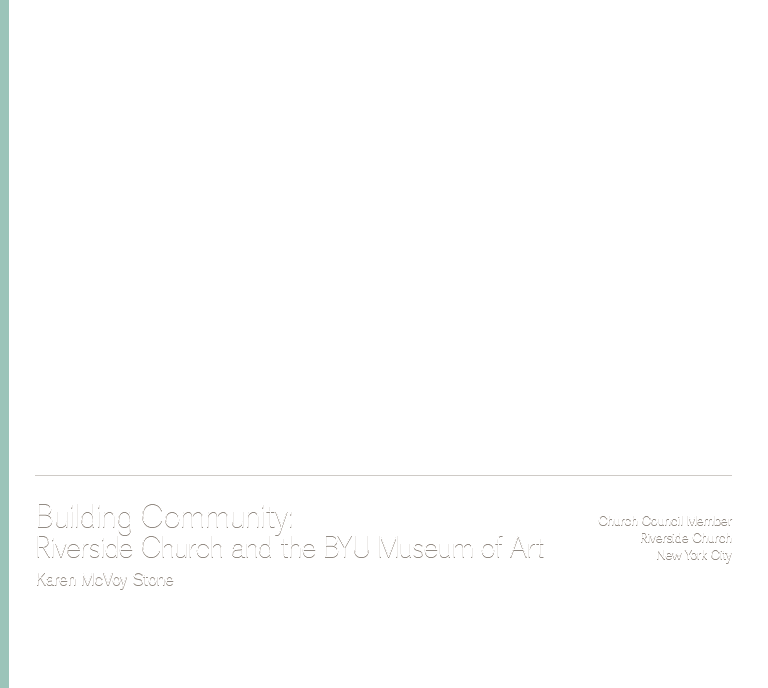 Building Community:
Riverside Church and the BYU Museum of Art
Karen McVoy Stone
Church Council Member
Riverside Church
New York City